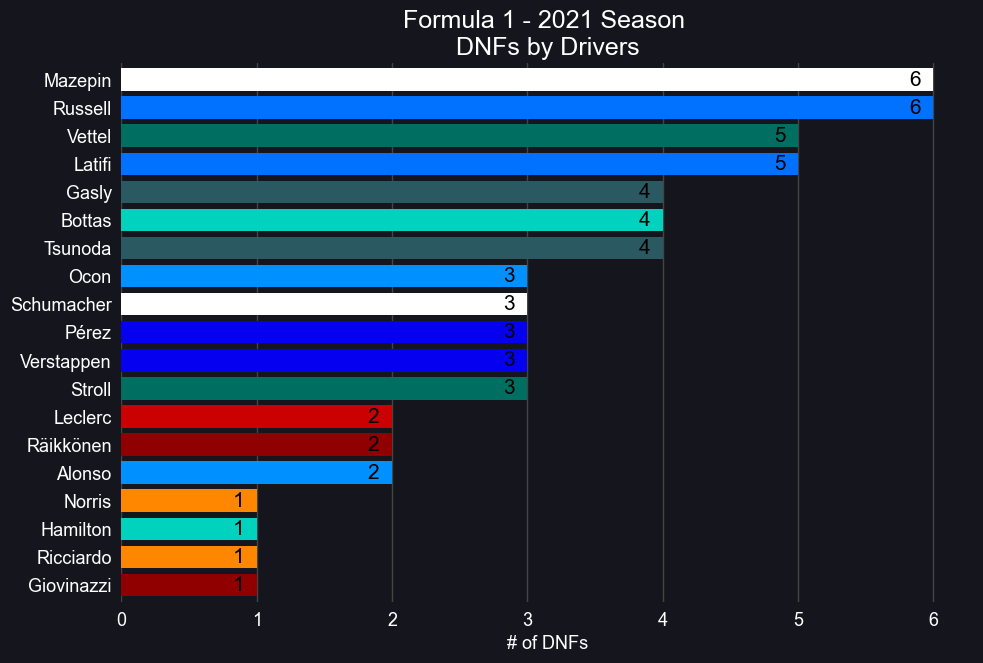 Formula 1 - 2021 Season
DNFs by Drivers
Mazepin 6
Russell 6
Vettel 5
Latifi 5
Gasly 4
Bottas 4
Tsunoda 4
Ocon 3
Schumacher 3
Pérez 3
Verstappen 3
Stroll 3
Leclerc 2
Räikkönen 2
Alonso 2
Norris 1
Hamilton 1
Ricciardo 1
Giovinazzi 1
0 1 2 3 4 5 6
# of DNFs